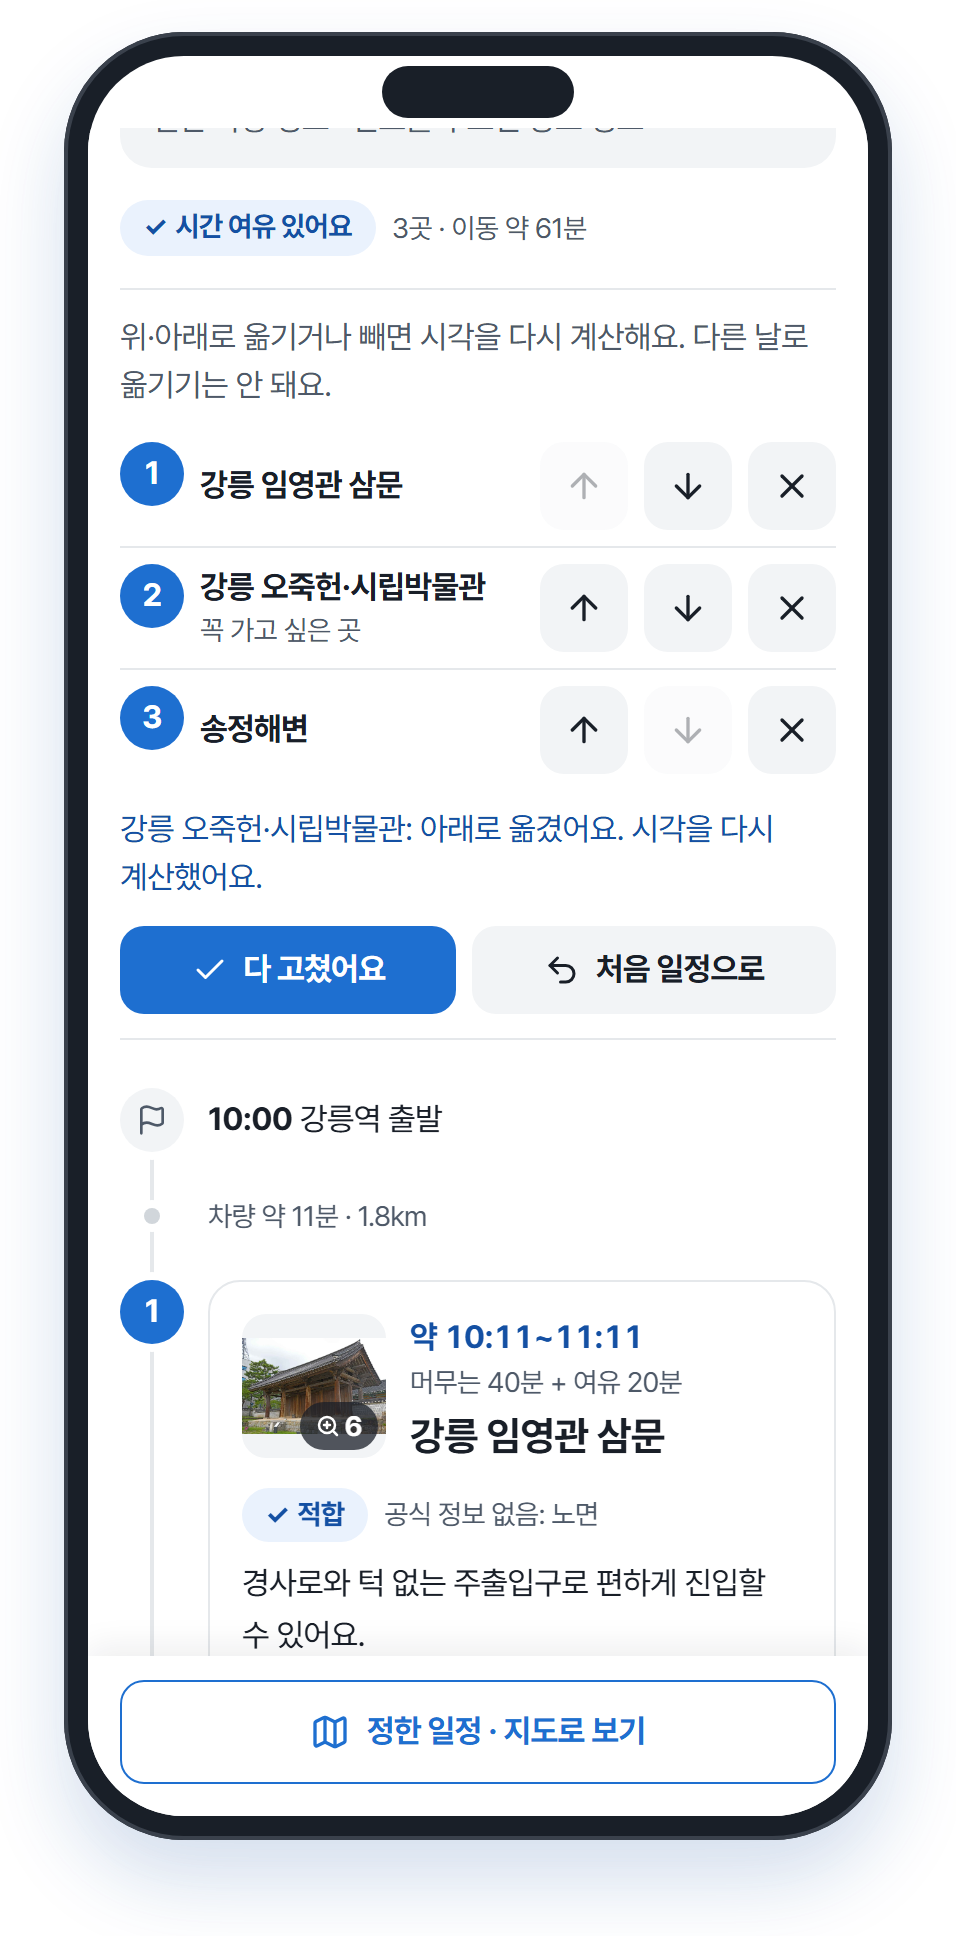 시간 여유 있어요
3곳 · 이동 약 61분
위·아래로 옮기거나 빼면 시각을 다시 계산해요. 다른 날로
옮기기는 안 돼요.
1
강릉 임영관 삼문
2
강릉 오죽헌·시립박물관
꼭 가고 싶은 곳
3
송정해변
강릉 오죽헌·시립박물관: 아래로 옮겼어요. 시각을 다시
계산했어요.
다 고쳤어요
처음 일정으로
10:00 강릉역 출발
차량 약 11분 · 1.8km
1
약 10:11~11:11
머무는 40분 + 여유 20분
강릉 임영관 삼문
6
적합
공식 정보 없음: 노면
경사로와 턱 없는 주출입구로 편하게 진입할
수 있어요.
정한 일정 · 지도로 보기